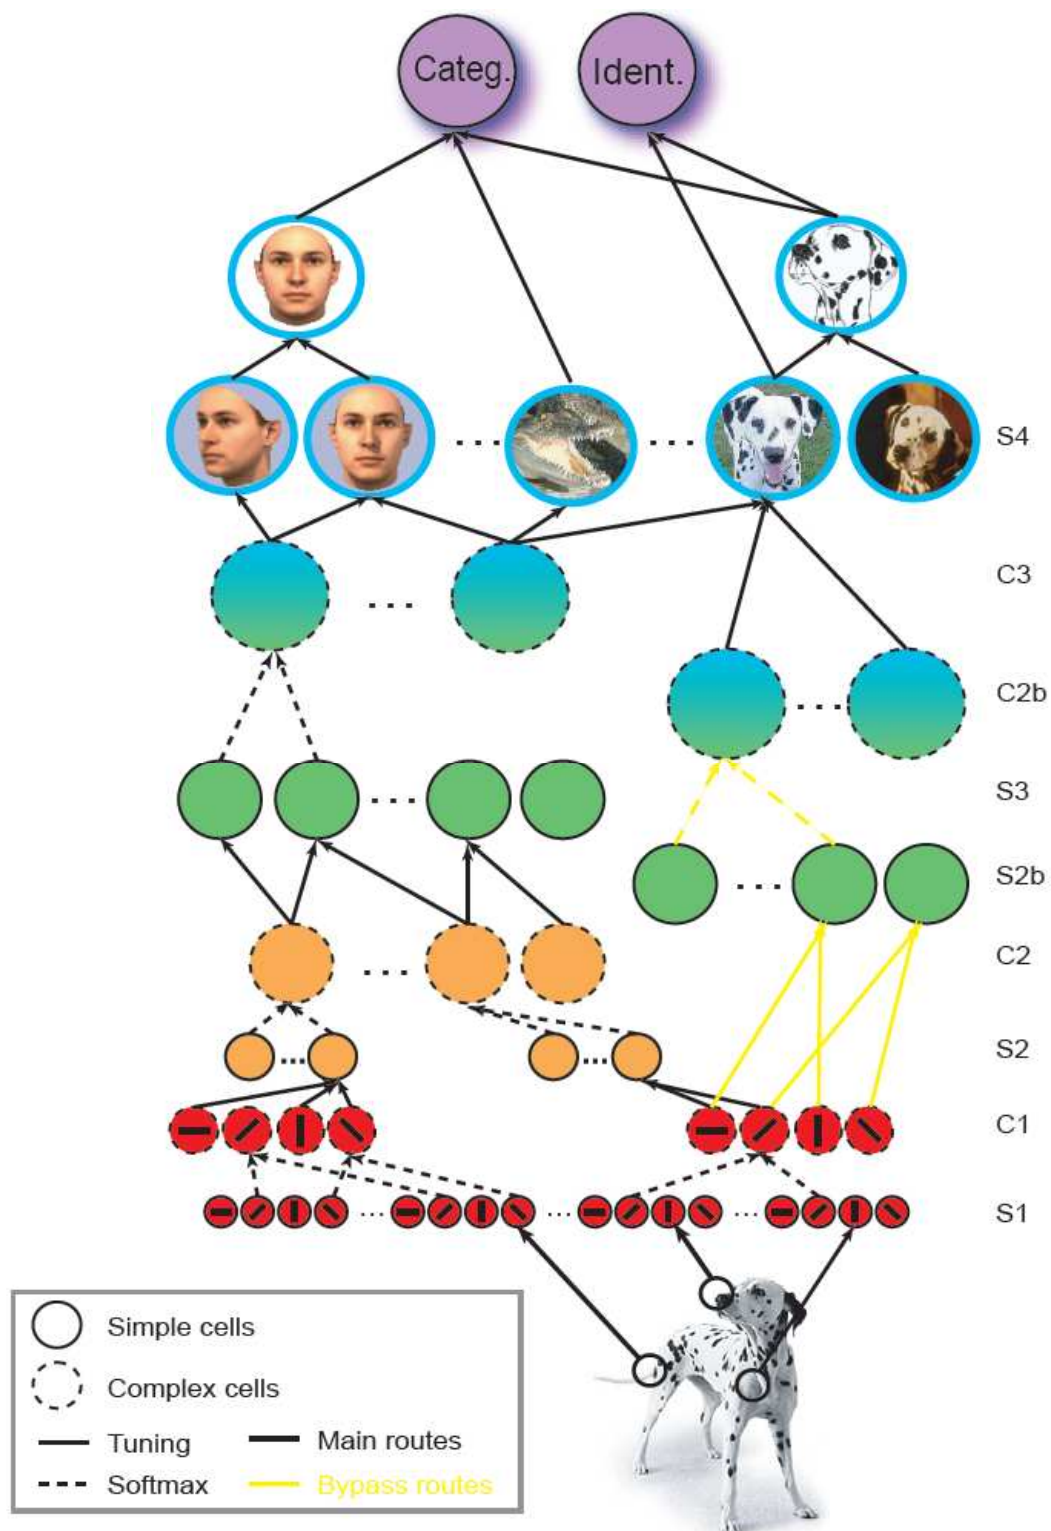 Categ.
Ident.
S4
C3
C2b
S3
S2b
C2
S2
C1
S1
Simple cells
Complex cells
Tuning
Main routes
Softmax
Bypass routes